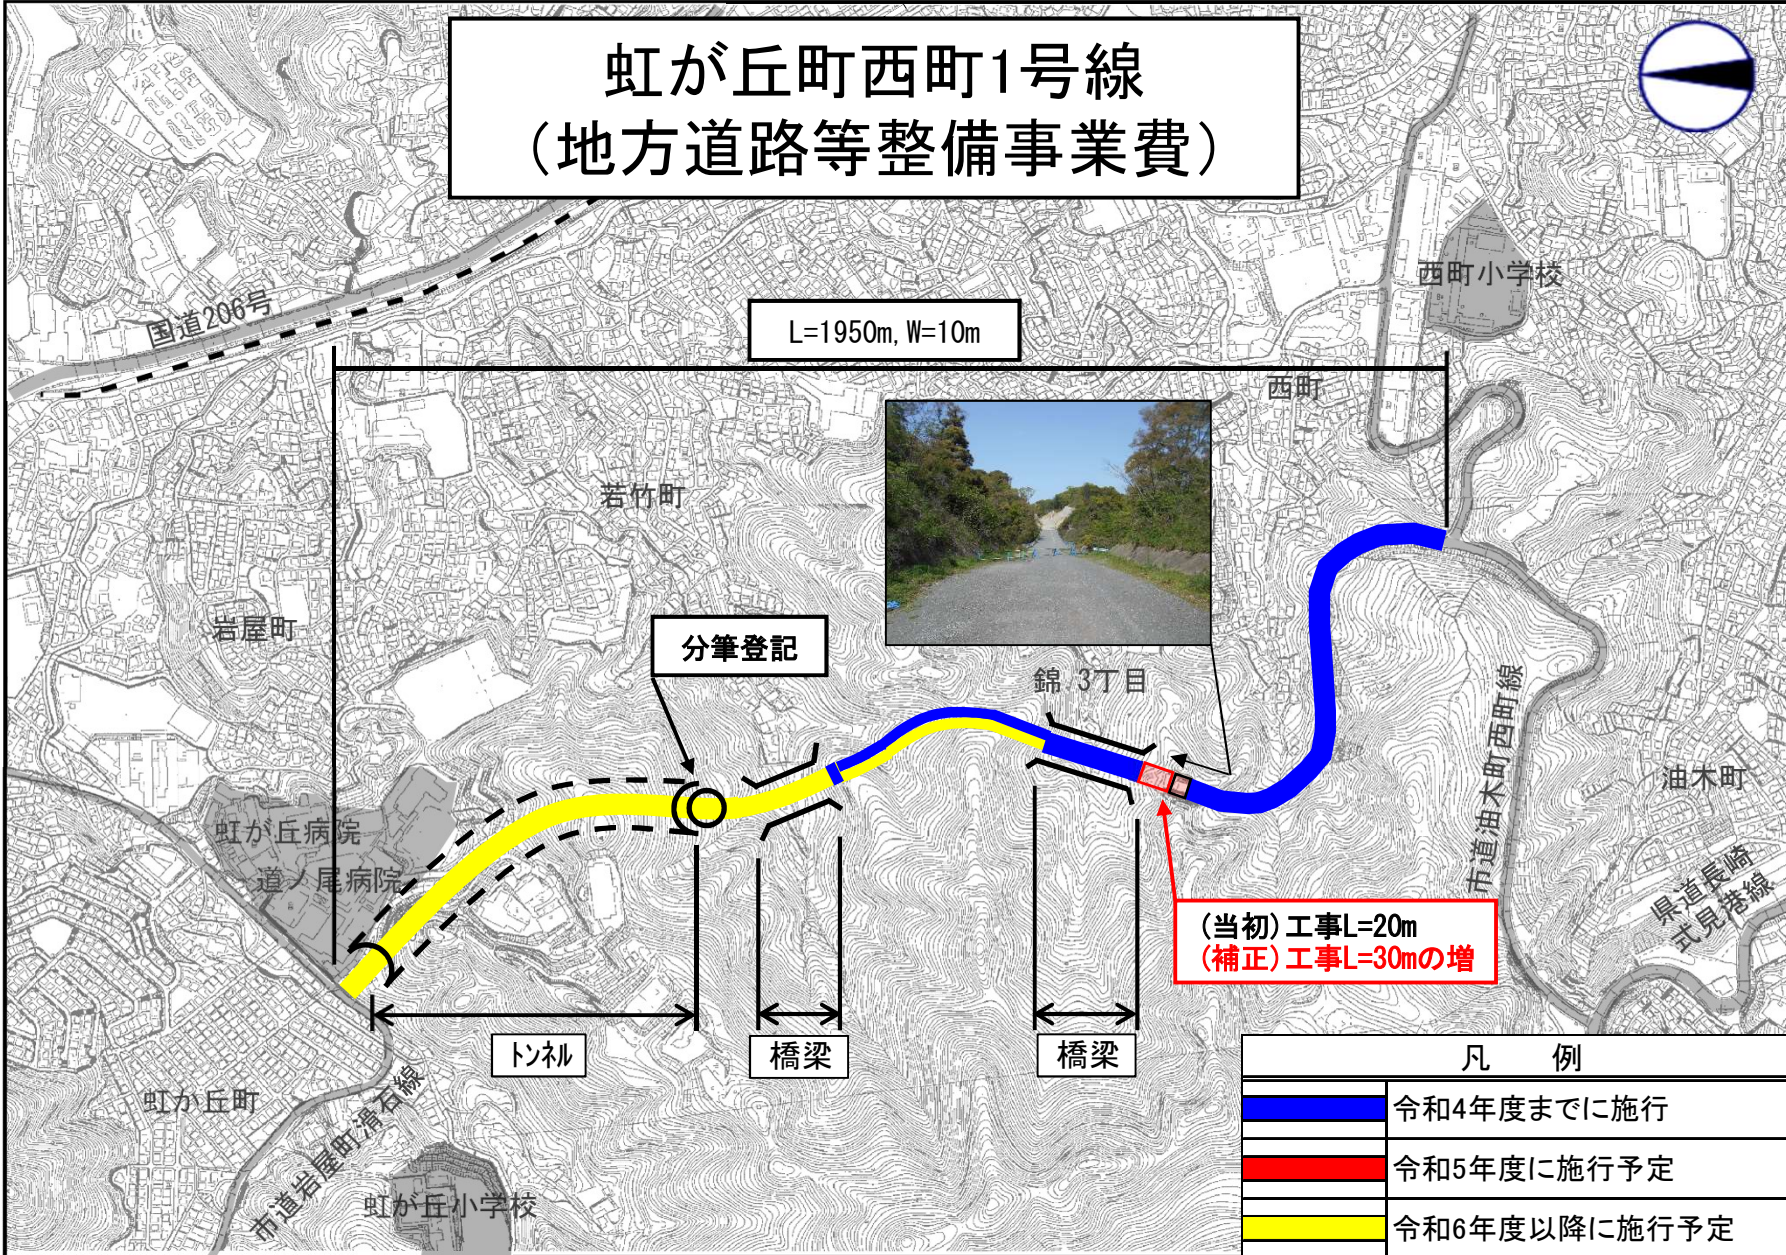 虹が丘町西町1号線
（地方道路等整備事業費）
国道206号
西町小学校
L=1950m, W=10m
西町
若竹町
岩屋町
分筆登記
錦 3丁目
市道油木町西町線
油木町
虹が丘病院
道ノ尾病院
県道長崎
式見港線
(当初)工事L=20m
(補正)工事L=30mの増
トンネル
橋梁
橋梁
虹が丘町
市道岩屋町滑石線
虹が丘小学校
凡 例
令和4年度までに施行
令和5年度に施行予定
令和6年度以降に施行予定